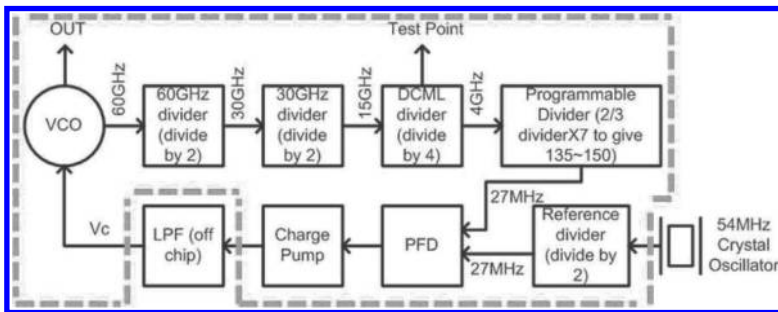 OUT
Test Point
VCO
60GHz
60GHz
divider
(divide
by 2)
30GHz
30GHz
divider
(divide
by 2)
15GHz
DCML
divider
(divide
by 4)
4GHz
Programmable
Divider (2/3
dividerX7 to give
135~150)
27MHz
Vc
LPF (off
chip)
Charge
Pump
PFD
27MHz
Reference
divider
(divide by
2)
54MHz
Crystal
Oscillator